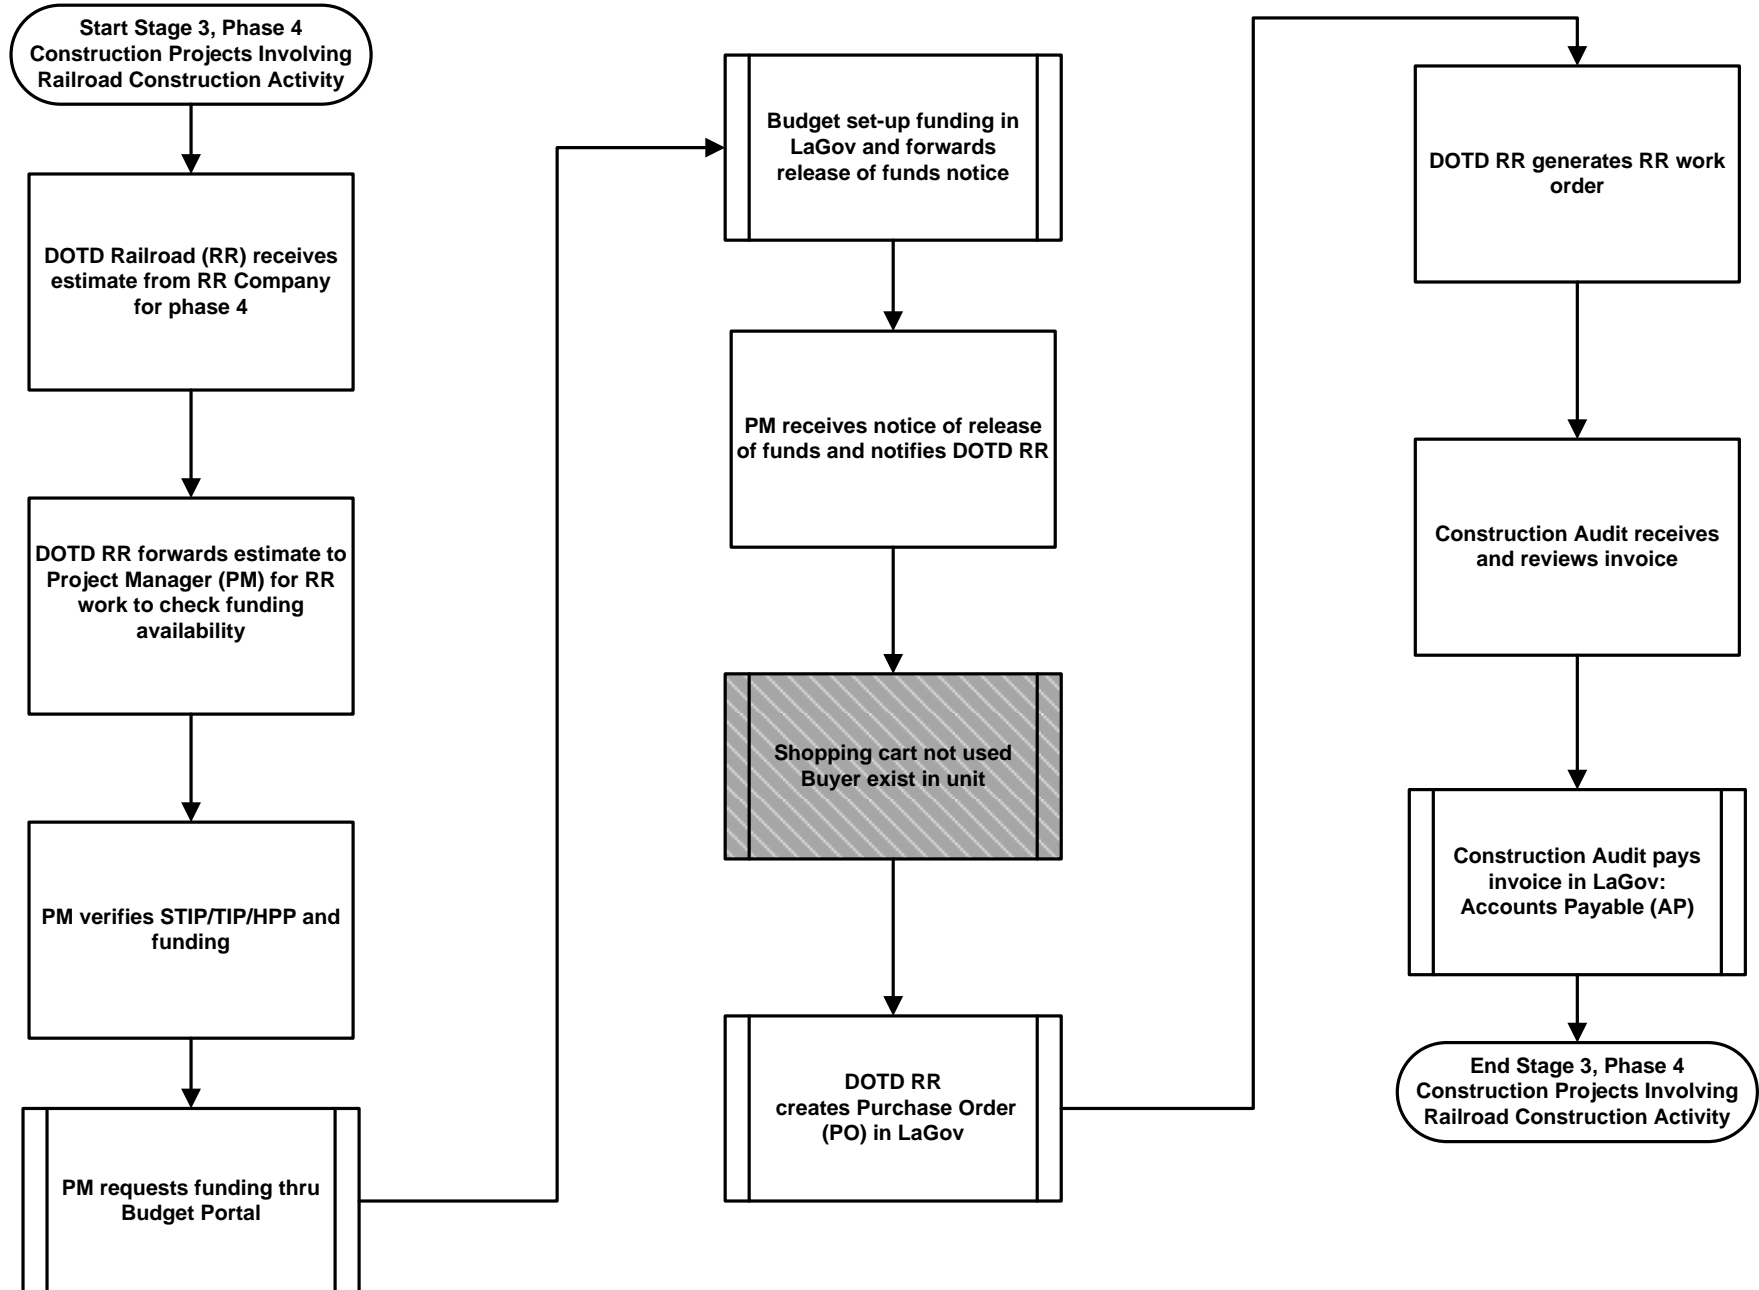 Start Stage 3, Phase 4
Construction Projects Involving
Railroad Construction Activity
DOTD Railroad (RR) receives
estimate from RR Company
for phase 4
DOTD RR forwards estimate to
Project Manager (PM) for RR
work to check funding
availability
PM verifies STIP/TIP/HPP and
funding
PM requests funding thru
Budget Portal
Budget set-up funding in
LaGov and forwards
release of funds notice
PM receives notice of release
of funds and notifies DOTD RR
Shopping cart not used
Buyer exist in unit
DOTD RR
creates Purchase Order
(PO) in LaGov
DOTD RR generates RR work
order
Construction Audit receives
and reviews invoice
Construction Audit pays
invoice in LaGov:
Accounts Payable (AP)
End Stage 3, Phase 4
Construction Projects Involving
Railroad Construction Activity